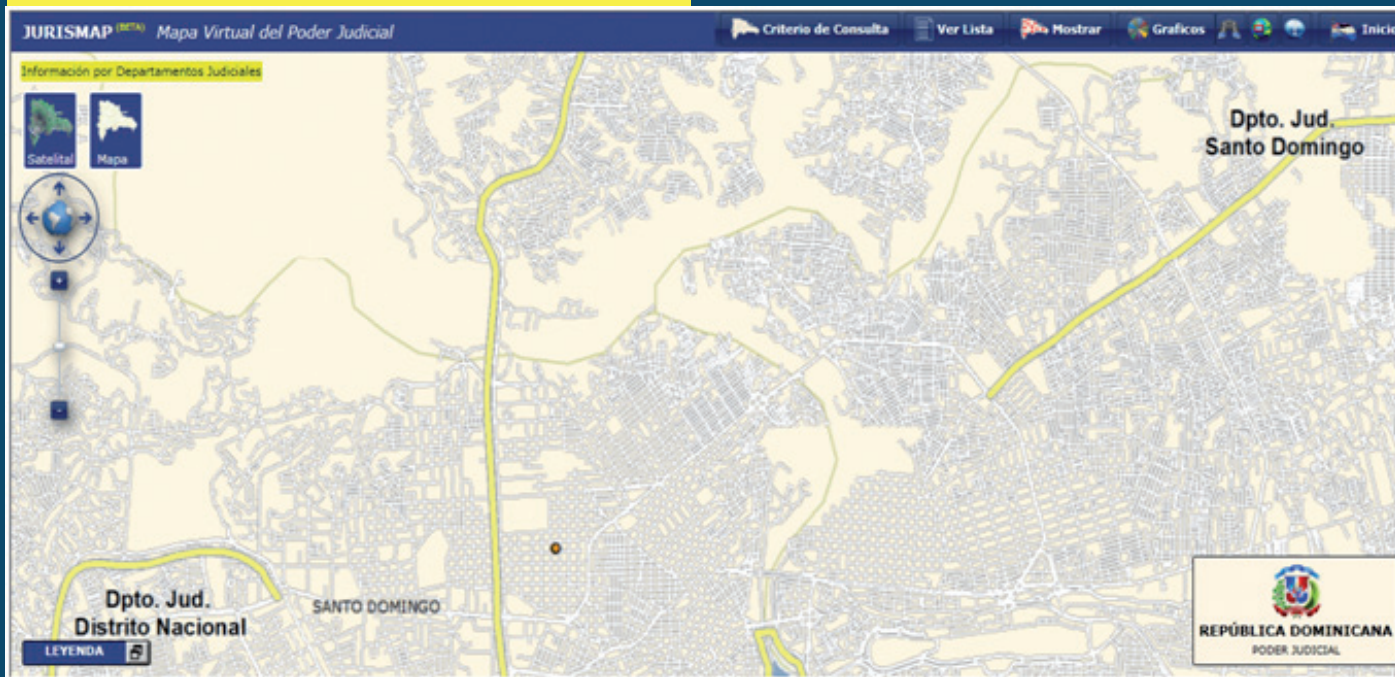 JURISMAP (BETA) Mapa Virtual del Poder Judicial
Criterio de Consulta
Ver Lista
Mostrar
Graficos
Inicio
Información por Departamentos Judiciales
Satelital
Mapa
+
-
Dpto. Jud.
Santo Domingo
Dpto. Jud.
Distrito Nacional
SANTO DOMINGO
LEYENDA
REPÚBLICA DOMINICANA
PODER JUDICIAL